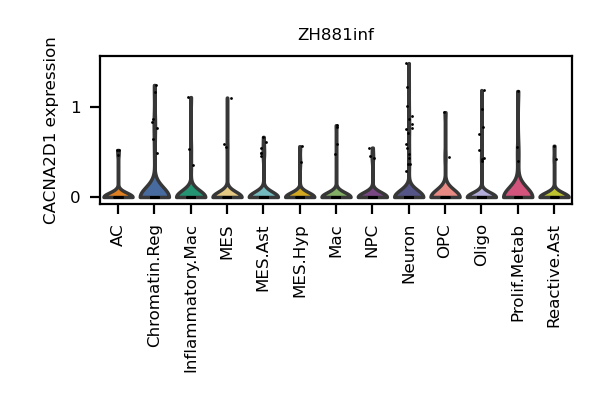 ZH881inf
CACNA2D1 expression
1
0
AC
Chromatin.Reg
Inflammatory.Mac
MES
MES.Ast
MES.Hyp
Mac
NPC
Neuron
OPC
Oligo
Prolif.Metab
Reactive.Ast